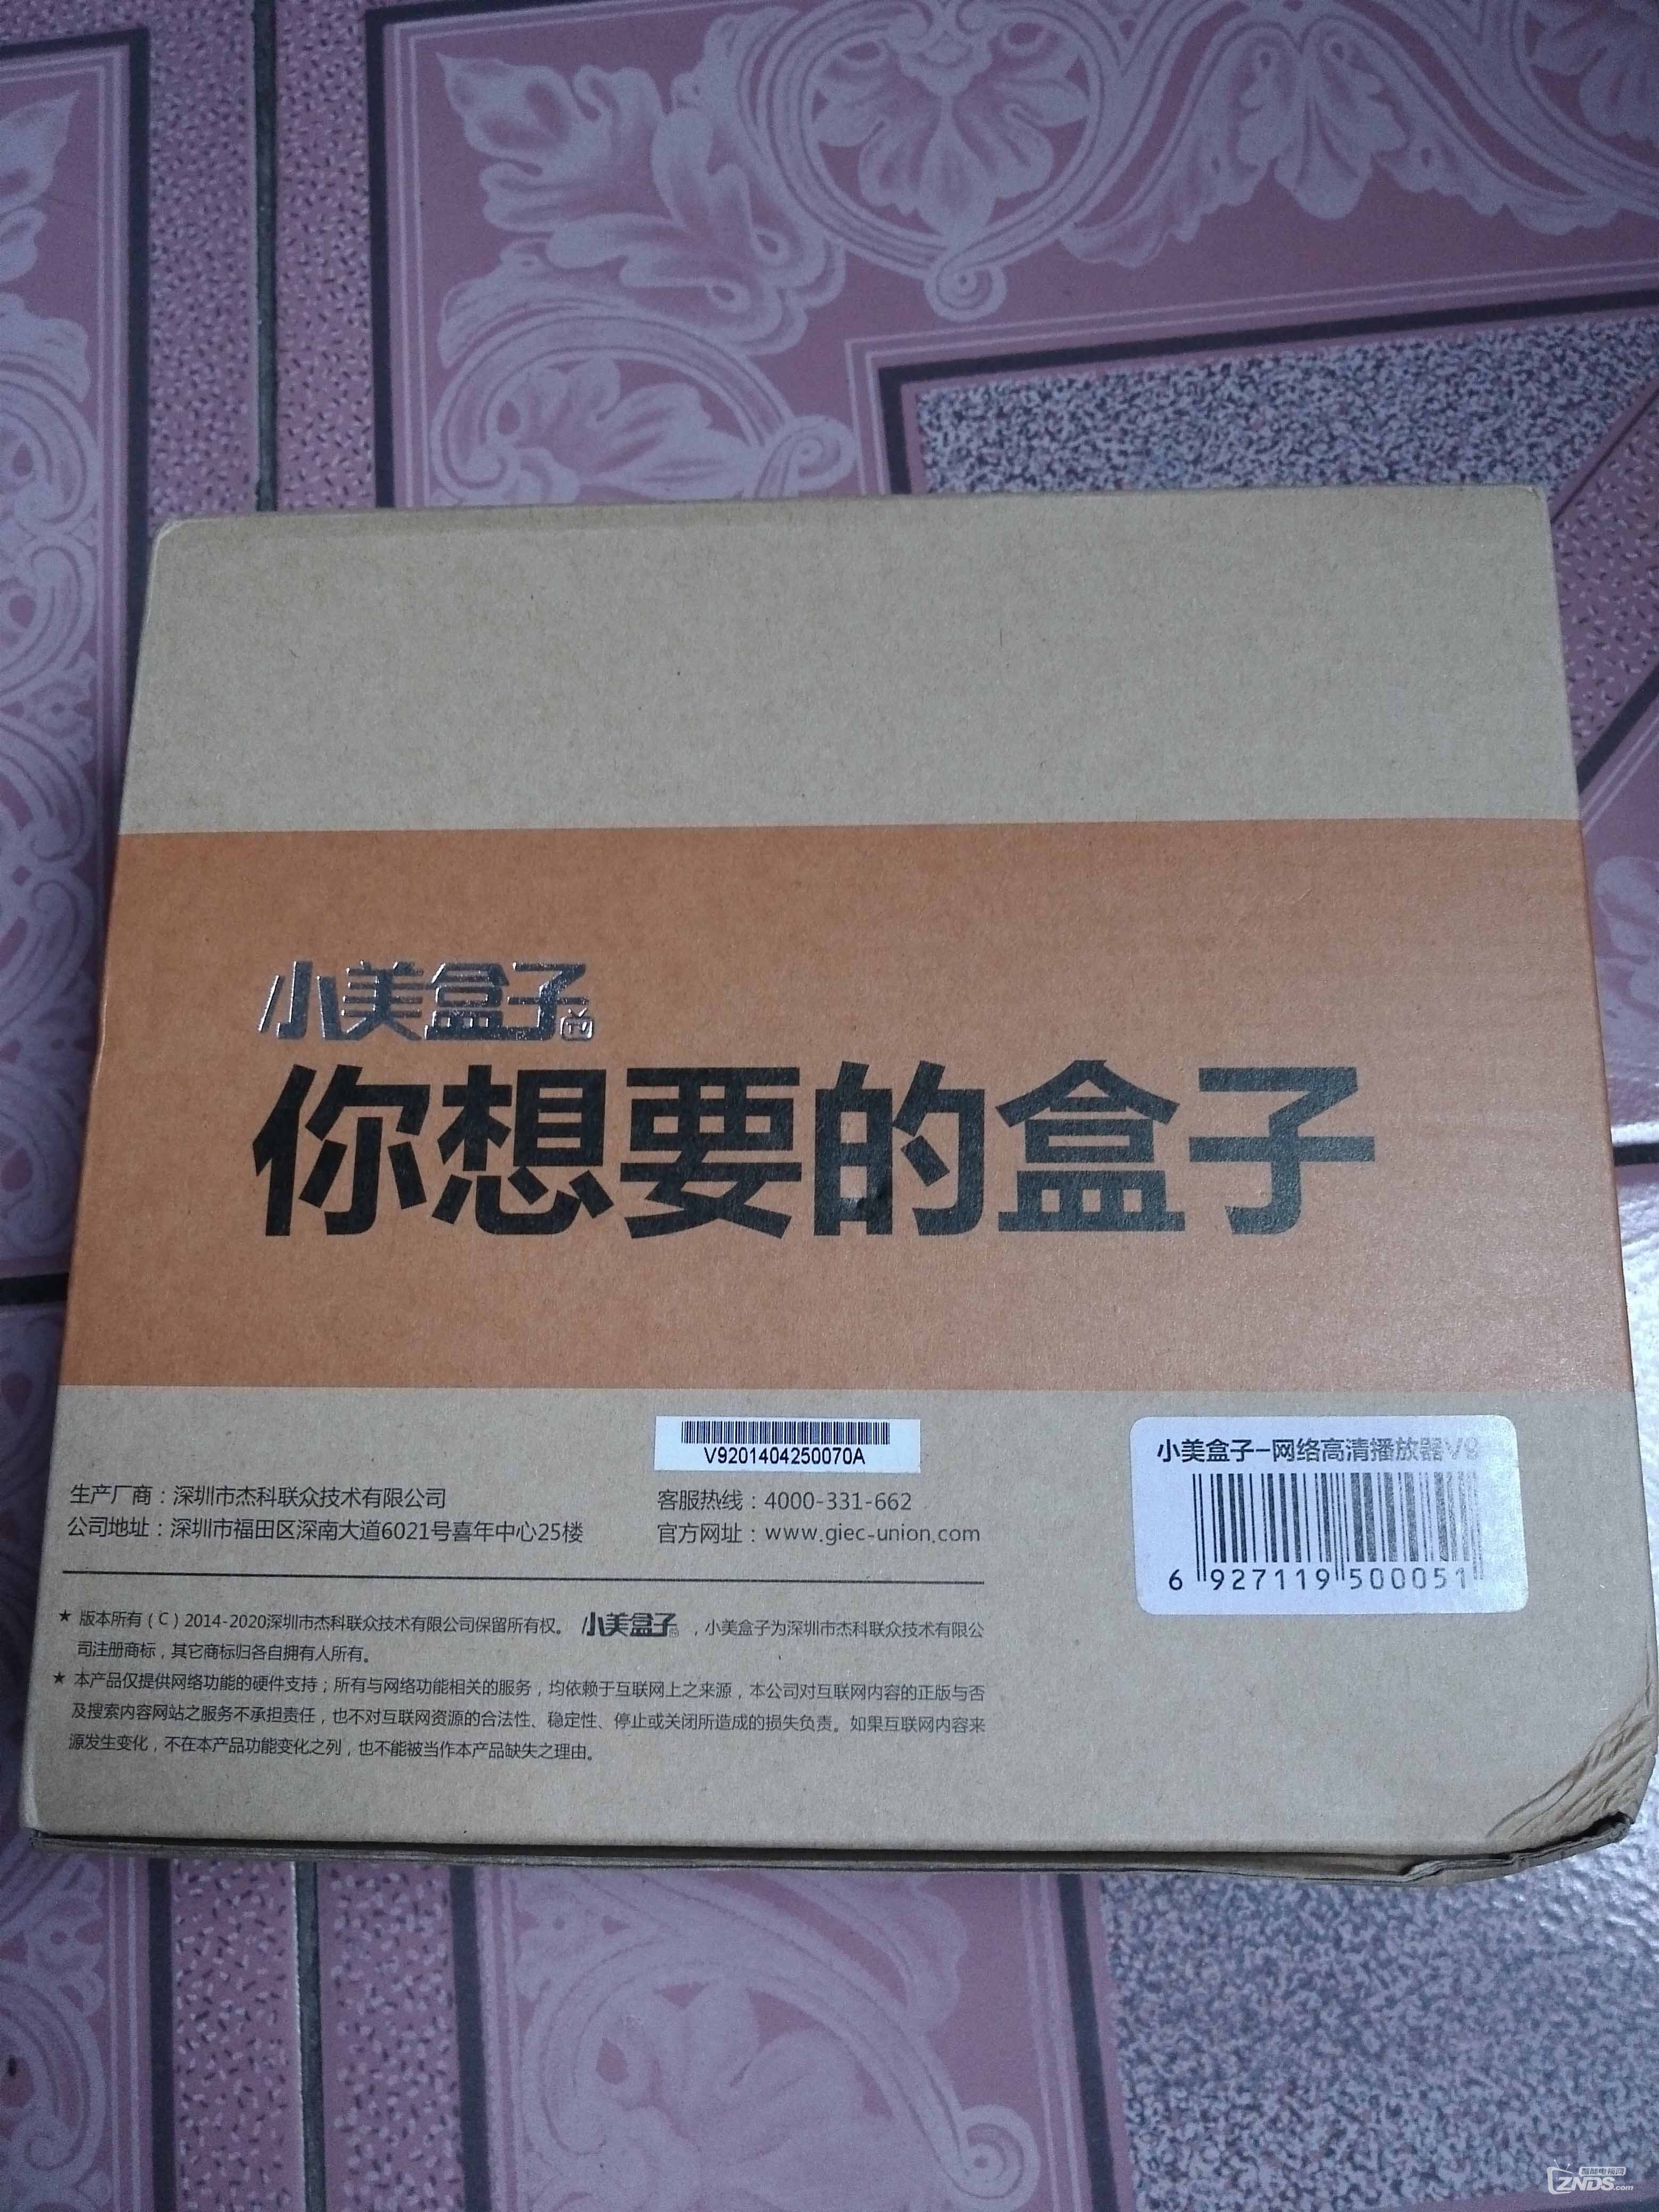 小美盒子
TV
你想要的盒子
V9201404250070A
小美盒子-网络高清播放器V9
6 927119 500051
生产厂商：深圳市杰科联众技术有限公司
公司地址：深圳市福田区深南大道6021号喜年中心25楼
客服热线：4000-331-662
官方网址：www.giec-union.com
★ 版本所有（C）2014-2020深圳市杰科联众技术有限公司保留所有权。 小美盒子 ，小美盒子为深圳市杰科联众技术有限公
司注册商标，其它商标归各自拥有人所有。
★ 本产品仅提供网络功能的硬件支持；所有与网络功能相关的服务，均依赖于互联网上之来源，本公司对互联网内容的正版与否
及搜索内容网站之服务不承担责任，也不对互联网资源的合法性、稳定性、停止或关闭所造成的损失负责。如果互联网内容来
源发生变化，不在本产品功能变化之列，也不能被当作本产品缺失之理由。
智能电视网
ZNDS.com